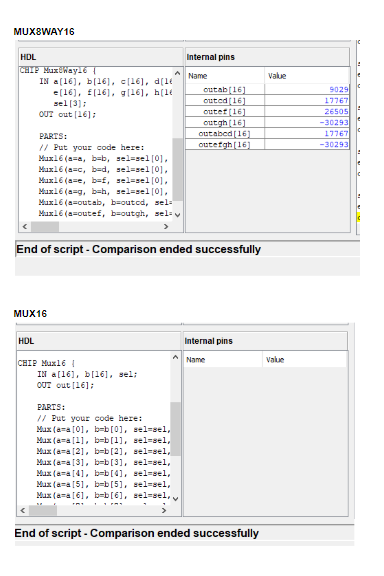 MUX8WAY16
HDL
Internal pins
CHIP Mux8Way16 {
IN a[16], b[16], c[16], d[16
e[16], f[16], g[16], h[16
sel[3];
OUT out[16];
PARTS:
// Put your code here:
Mux16(a=a, b=b, sel=sel[0],
Mux16(a=c, b=d, sel=sel[0],
Mux16(a=e, b=f, sel=sel[0],
Mux16(a=g, b=h, sel=sel[0],
Mux16(a=outab, b=outcd, sel=
Mux16(a=outef, b=outgh, sel=
Name Value
outab[16] 9029
outcd[16] 17767
outef[16] 26505
outgh[16] -30293
outabcd[16] 17767
outefgh[16] -30293
End of script - Comparison ended successfully
MUX16
HDL
Internal pins
CHIP Mux16 {
IN a[16], b[16], sel;
OUT out[16];
PARTS:
// Put your code here:
Mux(a=a[0], b=b[0], sel=sel,
Mux(a=a[1], b=b[1], sel=sel,
Mux(a=a[2], b=b[2], sel=sel,
Mux(a=a[3], b=b[3], sel=sel,
Mux(a=a[4], b=b[4], sel=sel,
Mux(a=a[5], b=b[5], sel=sel,
Mux(a=a[6], b=b[6], sel=sel,
Name Value
End of script - Comparison ended successfully